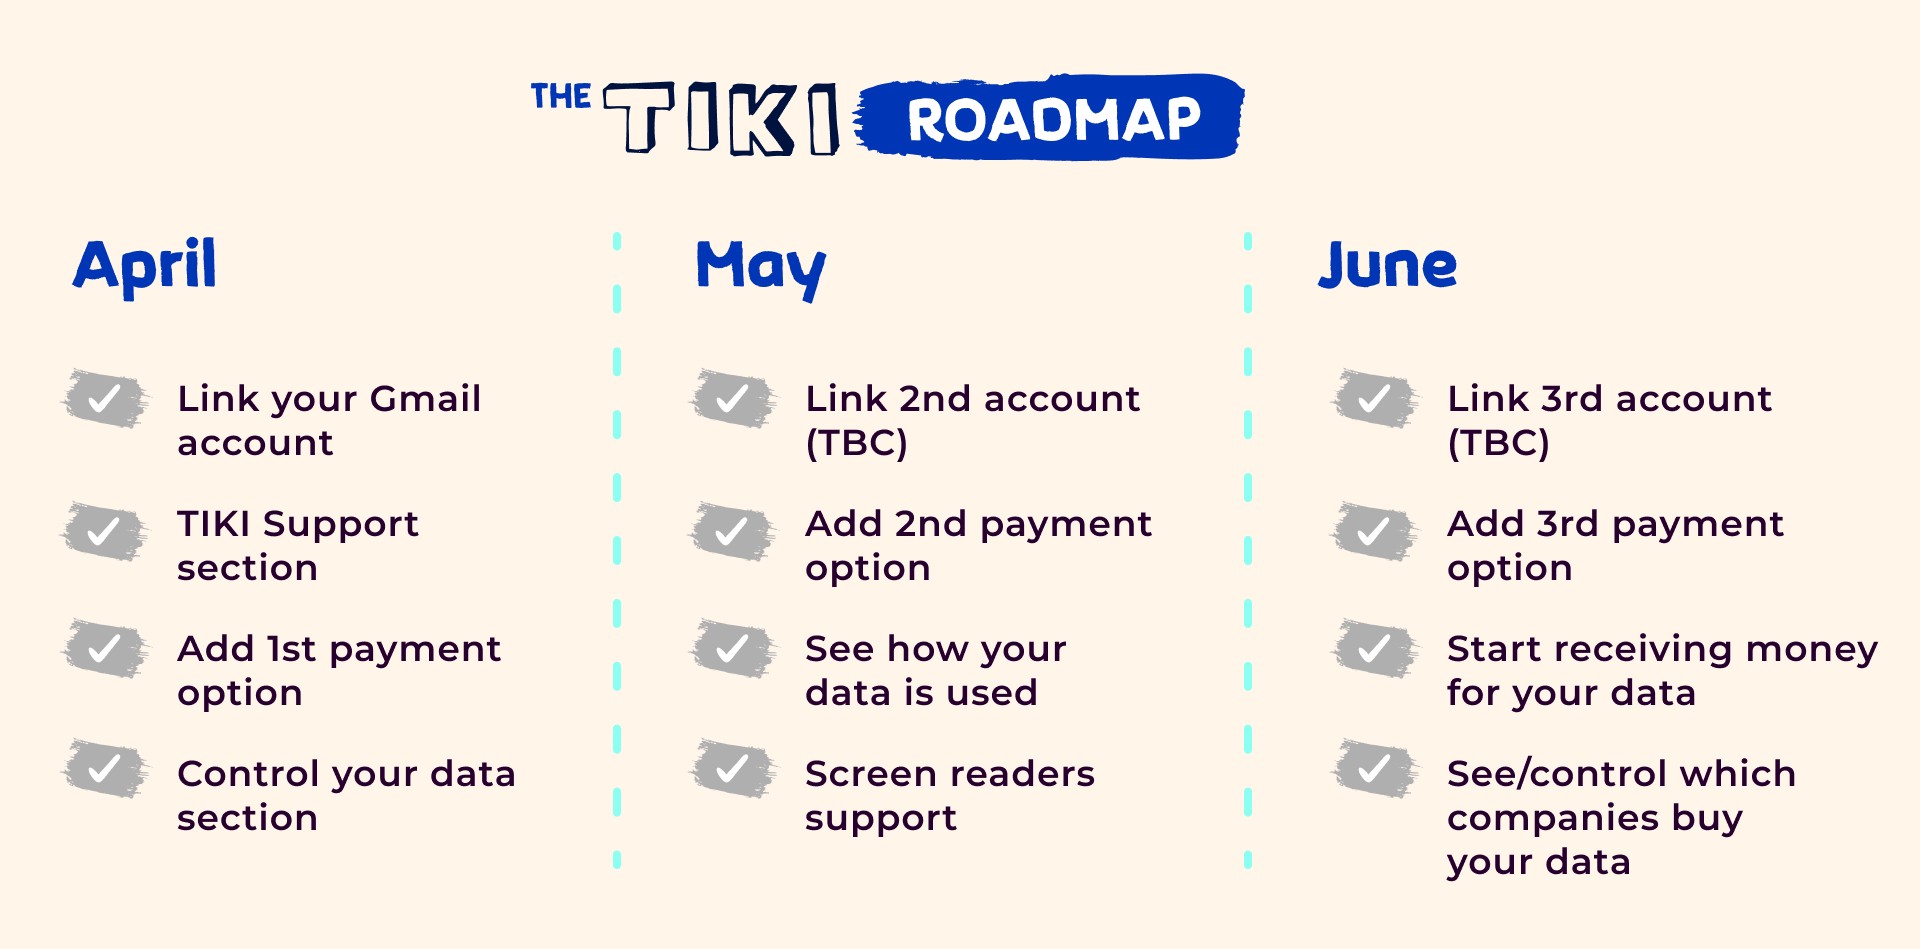 THE TIKI ROADMAP
April
Link your Gmail
account
TIKI Support
section
Add 1st payment
option
Control your data
section
May
Link 2nd account
(TBC)
Add 2nd payment
option
See how your
data is used
Screen readers
support
June
Link 3rd account
(TBC)
Add 3rd payment
option
Start receiving money
for your data
See/control which
companies buy
your data